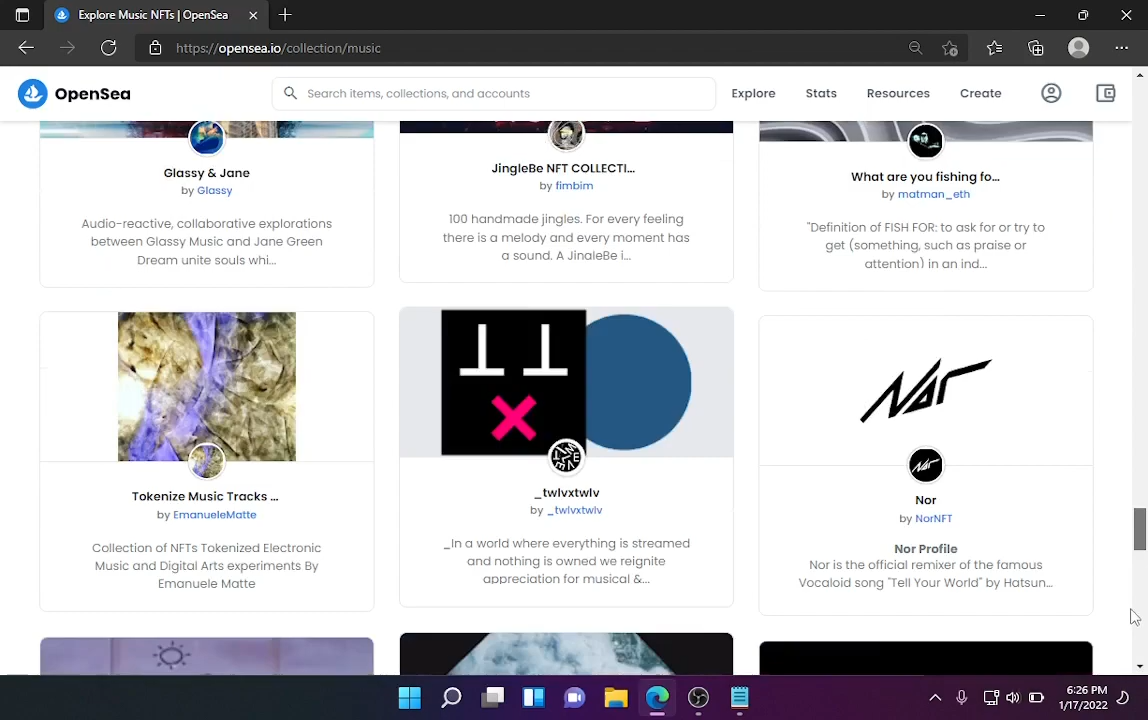 Explore Music NFTs | OpenSea
https://opensea.io/collection/music
OpenSea
Search items, collections, and accounts
Explore
Stats
Resources
Create
Glassy & Jane
by Glassy
Audio-reactive, collaborative explorations
between Glassy Music and Jane Green
Dream unite souls whi...
JingleBe NFT COLLECTI...
by fimbim
100 handmade jingles. For every feeling
there is a melody and every moment has
a sound. A JingleBe i...
What are you fishing fo...
by matman_eth
"Definition of FISH FOR: to ask for or try to
get (something, such as praise or
attention) in an ind...
Tokenize Music Tracks ...
by EmanueleMatte
Collection of NFTs Tokenized Electronic
Music and Digital Arts experiments By
Emanuele Matte
_twlvxtwlv
by _twlvxtwlv
_In a world where everything is streamed
and nothing is owned we reignite
appreciation for musical &...
Nor
Nor
by NorNFT
Nor Profile
Nor is the official remixer of the famous
Vocaloid song "Tell Your World" by Hatsun...
6:26 PM
1/17/2022